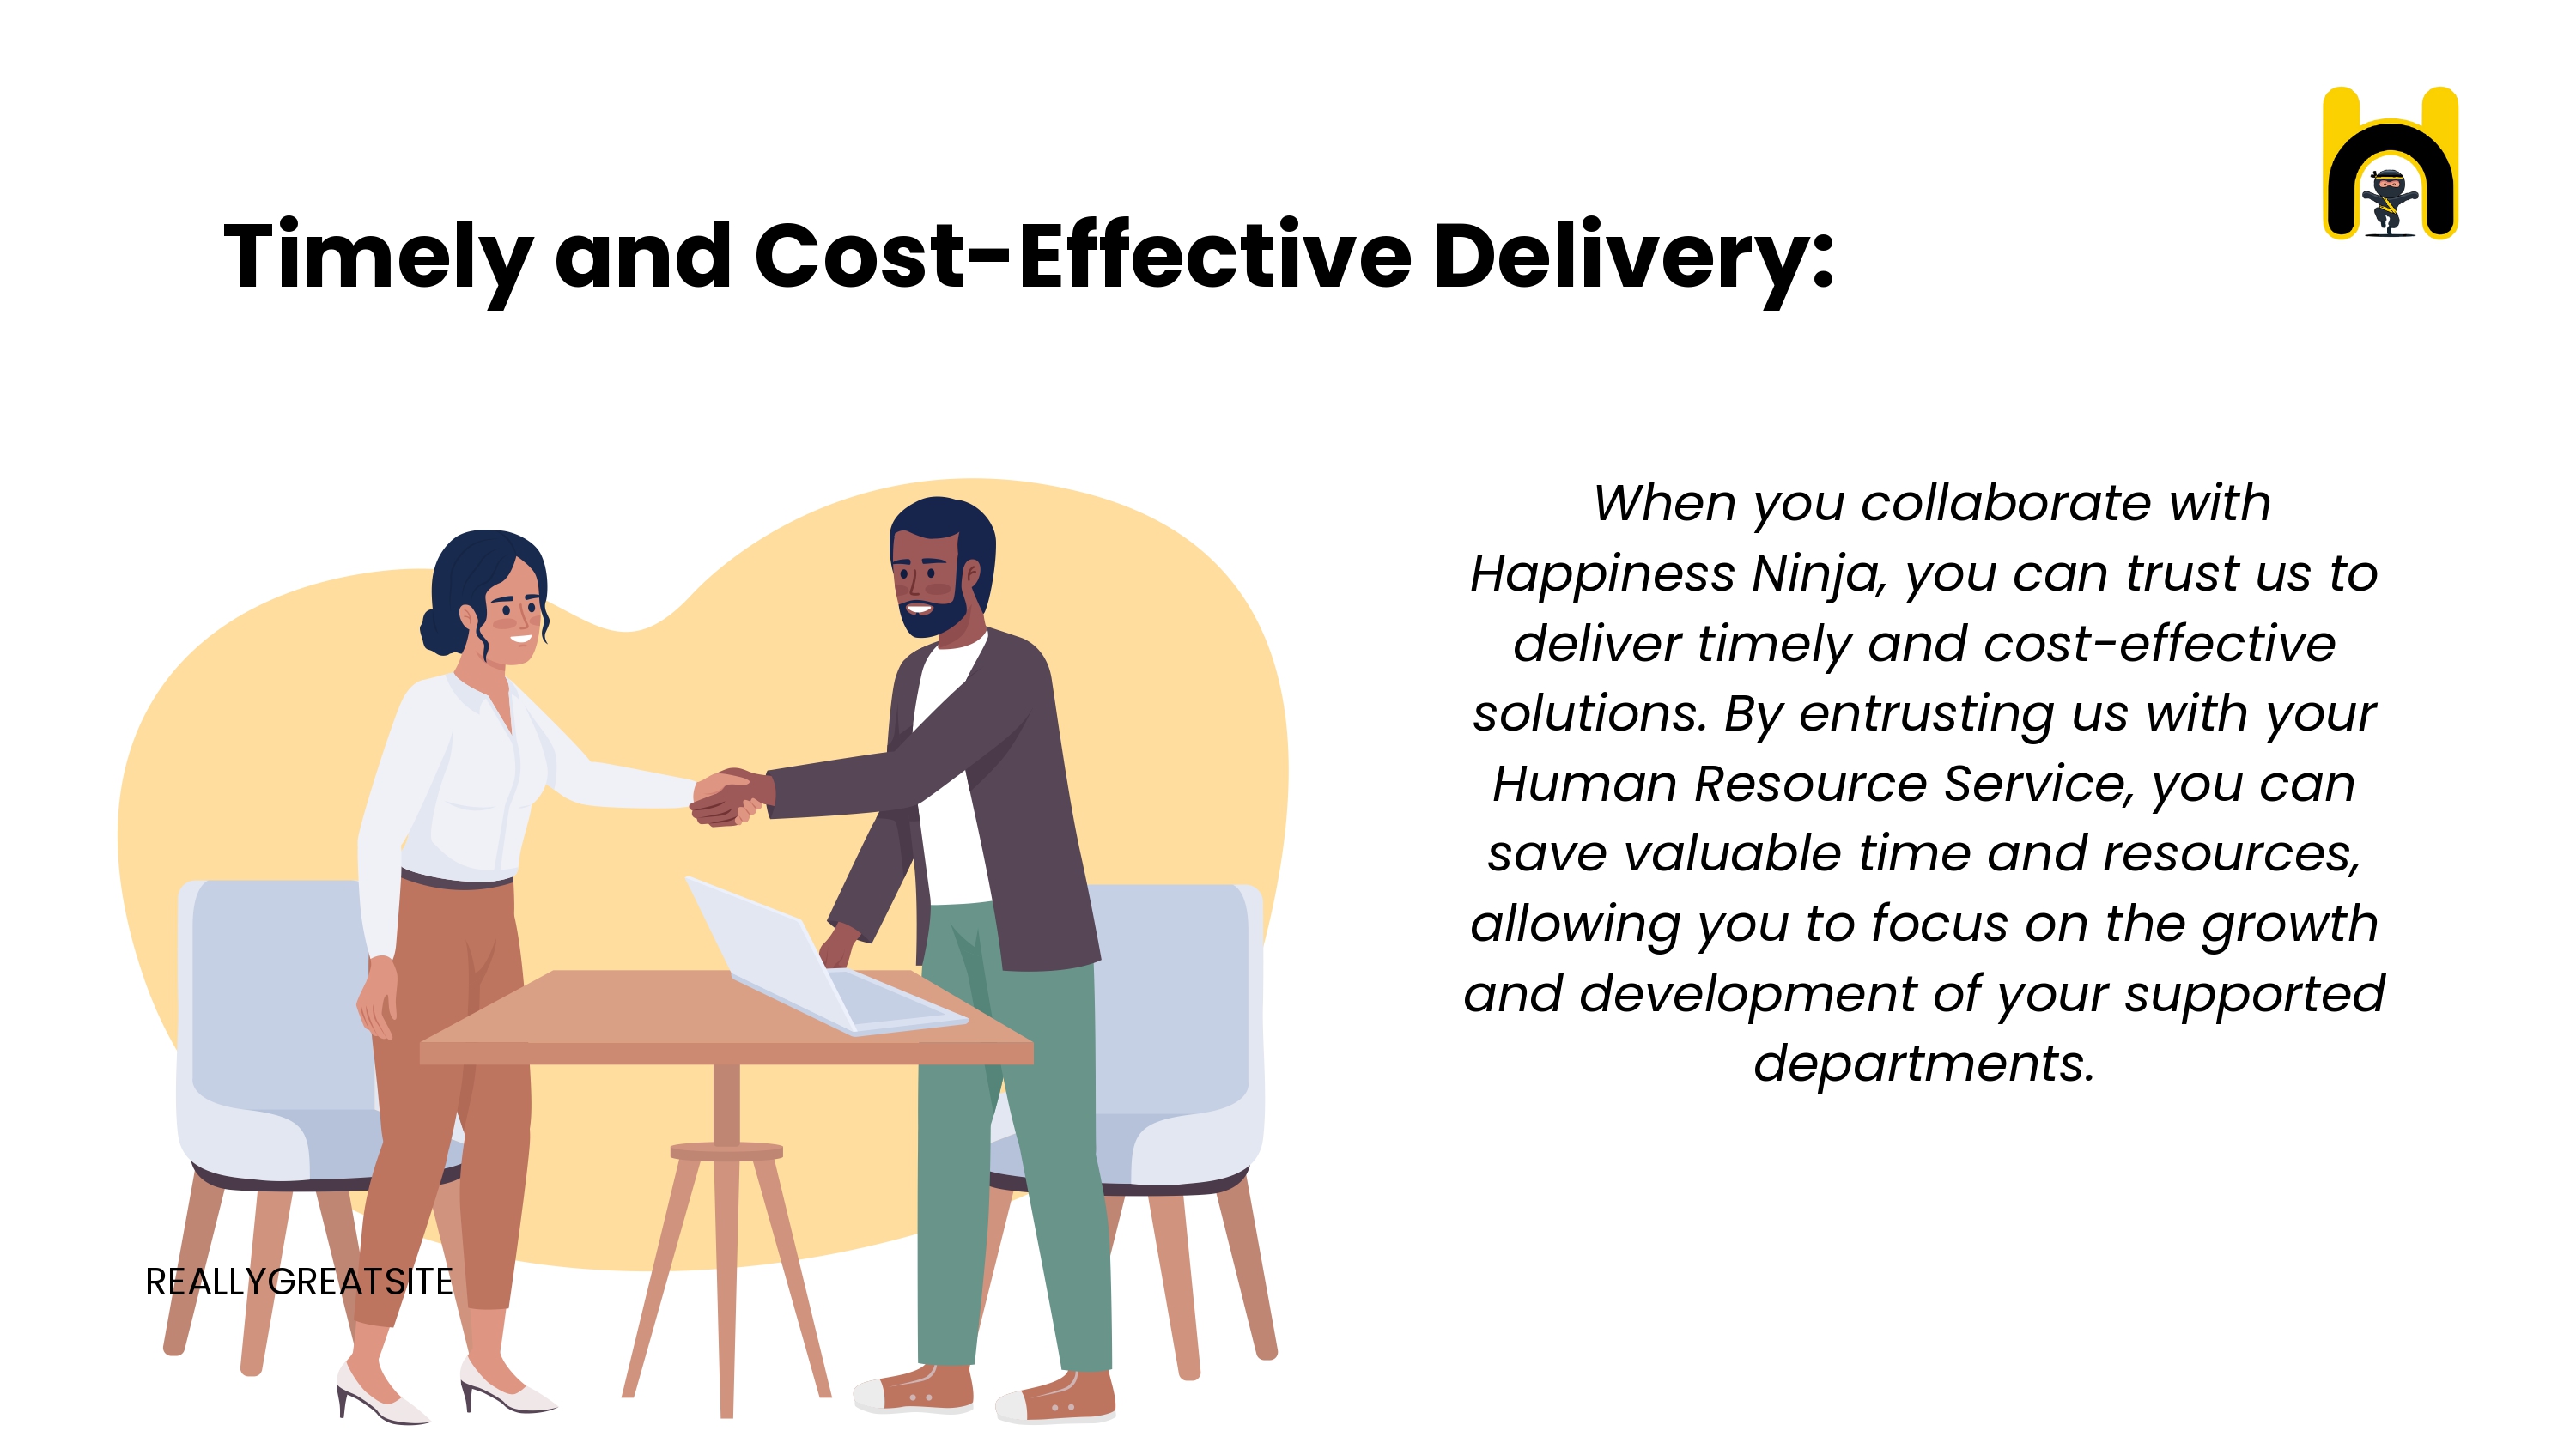 Timely and Cost-Effective Delivery:
When you collaborate with
Happiness Ninja, you can trust us to
deliver timely and cost-effective
solutions. By entrusting us with your
Human Resource Service, you can
save valuable time and resources,
allowing you to focus on the growth
and development of your supported
departments.
REALLYGREATSITE